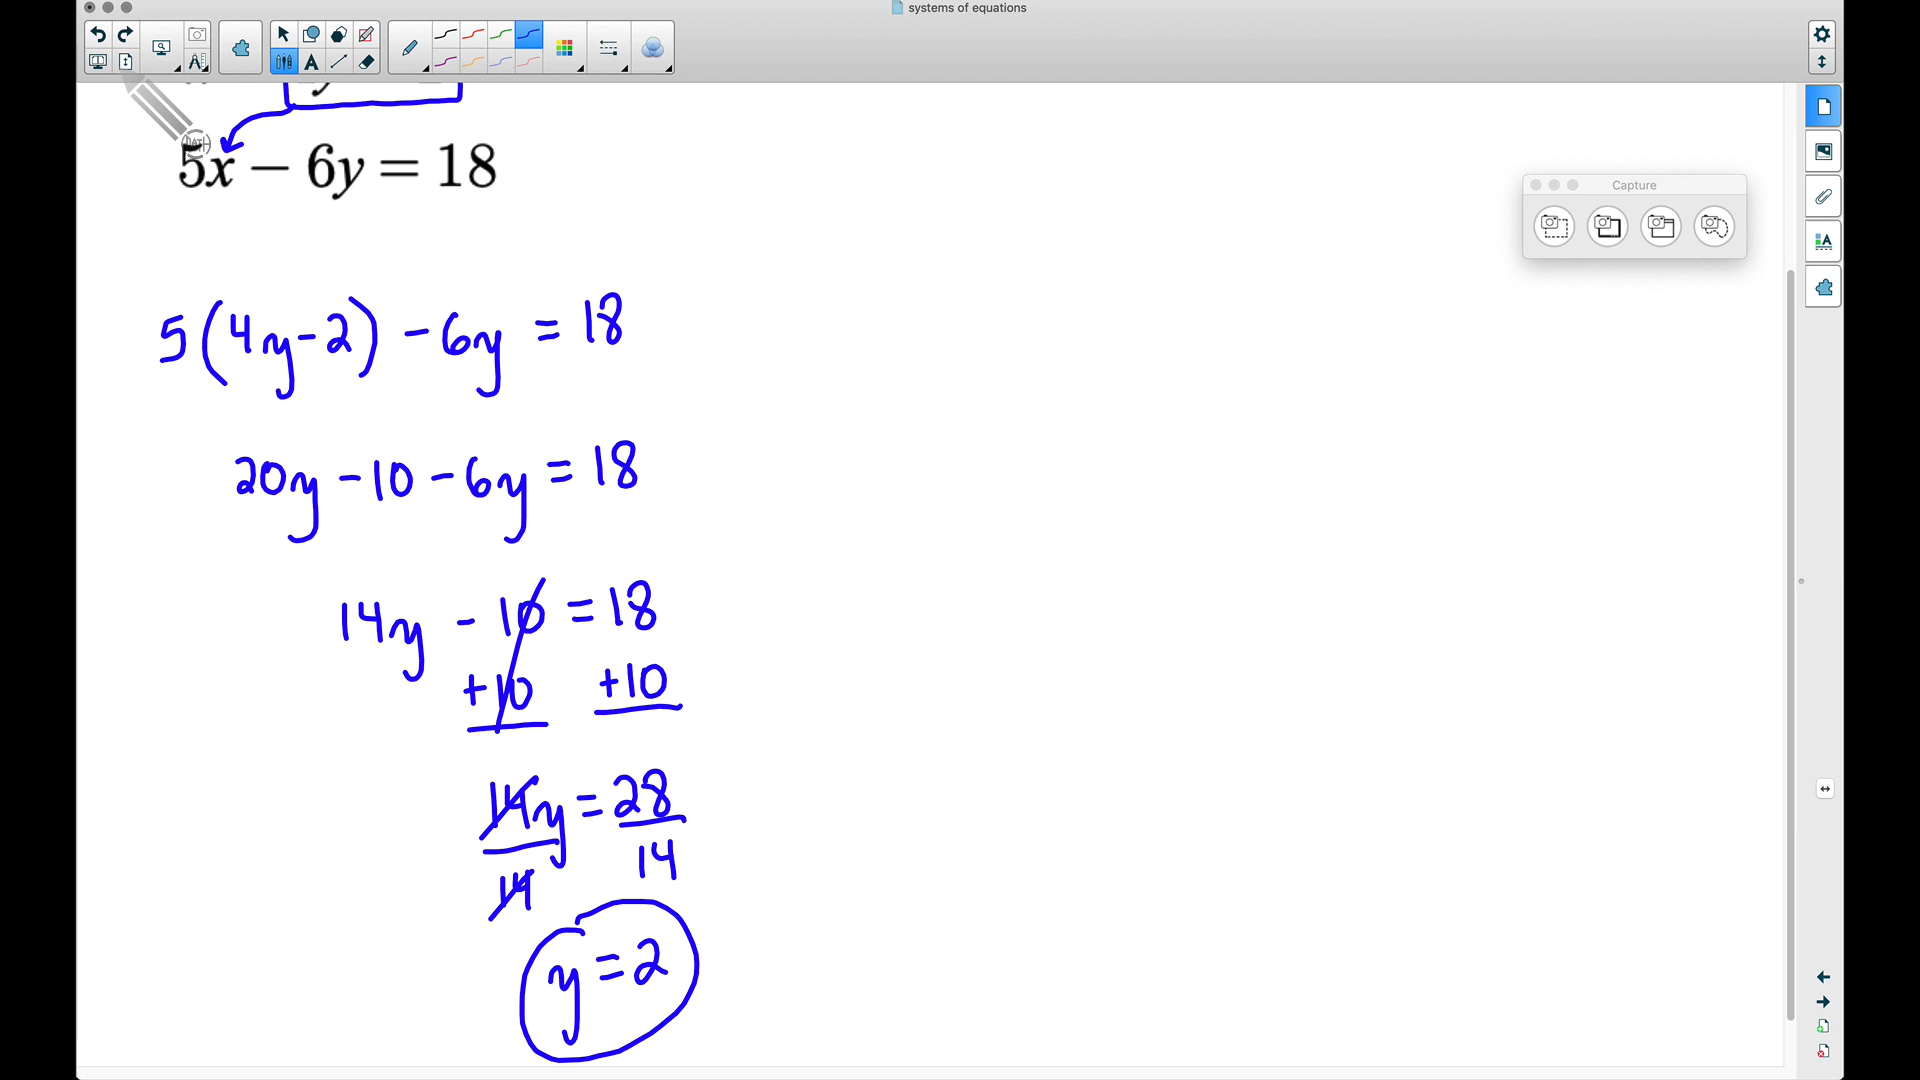 systems of equations
5x − 6y = 18
Capture
5(4y-2) - 6y = 18
20y - 10 - 6y = 18
14y - 10 = 18
+10 +10
14y = 28
14 14
y = 2